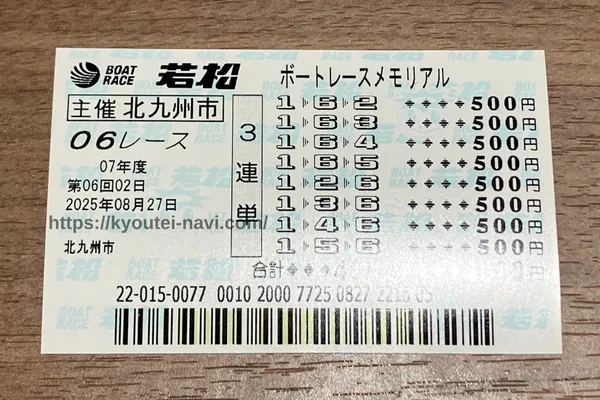 BOAT RACE 若松 ボートレースメモリアル
主催 北九州市
06レース
07年度
第06回02日
2025年08月27日
https://kyoutei-navi.com/
北九州市
3連単
1-6-2 ★★★★500円
1-6-3 ★★★★500円
1-6-4 ★★★★500円
1-6-5 ★★★★500円
1-2-6 ★★★★500円
1-3-6 ★★★★500円
1-4-6 ★★★★500円
1-5-6 ★★★★500円
合計★★★ 円
22-015-0077 0010 2000 7725 0827
BOAT RACE 若松